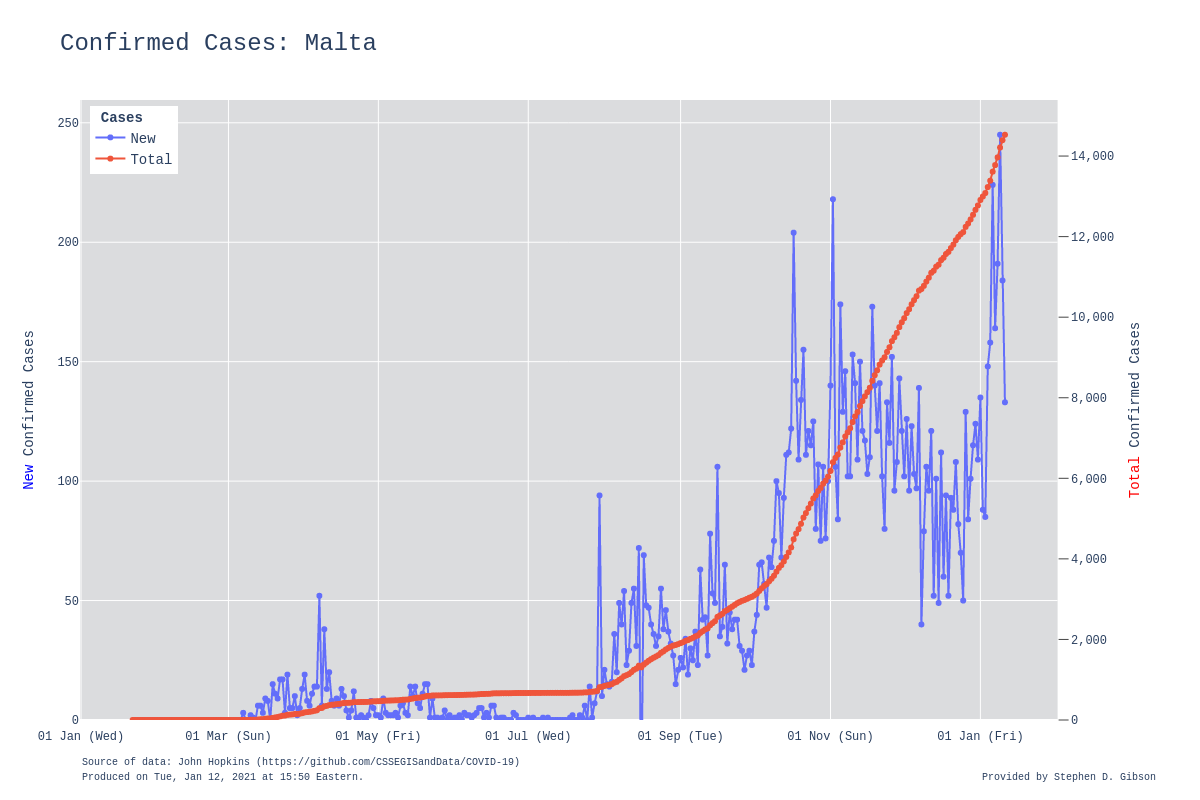 Confirmed Cases: Malta
Cases
New
Total
250
200
150
100
50
0
14,000
12,000
10,000
8,000
6,000
4,000
2,000
0
New Confirmed Cases
Total Confirmed Cases
01 Jan (Wed) 01 Mar (Sun) 01 May (Fri) 01 Jul (Wed) 01 Sep (Tue) 01 Nov (Sun) 01 Jan (Fri)
Source of data: John Hopkins (https://github.com/CSSEGISandData/COVID-19)
Produced on Tue, Jan 12, 2021 at 15:50 Eastern.
Provided by Stephen D. Gibson